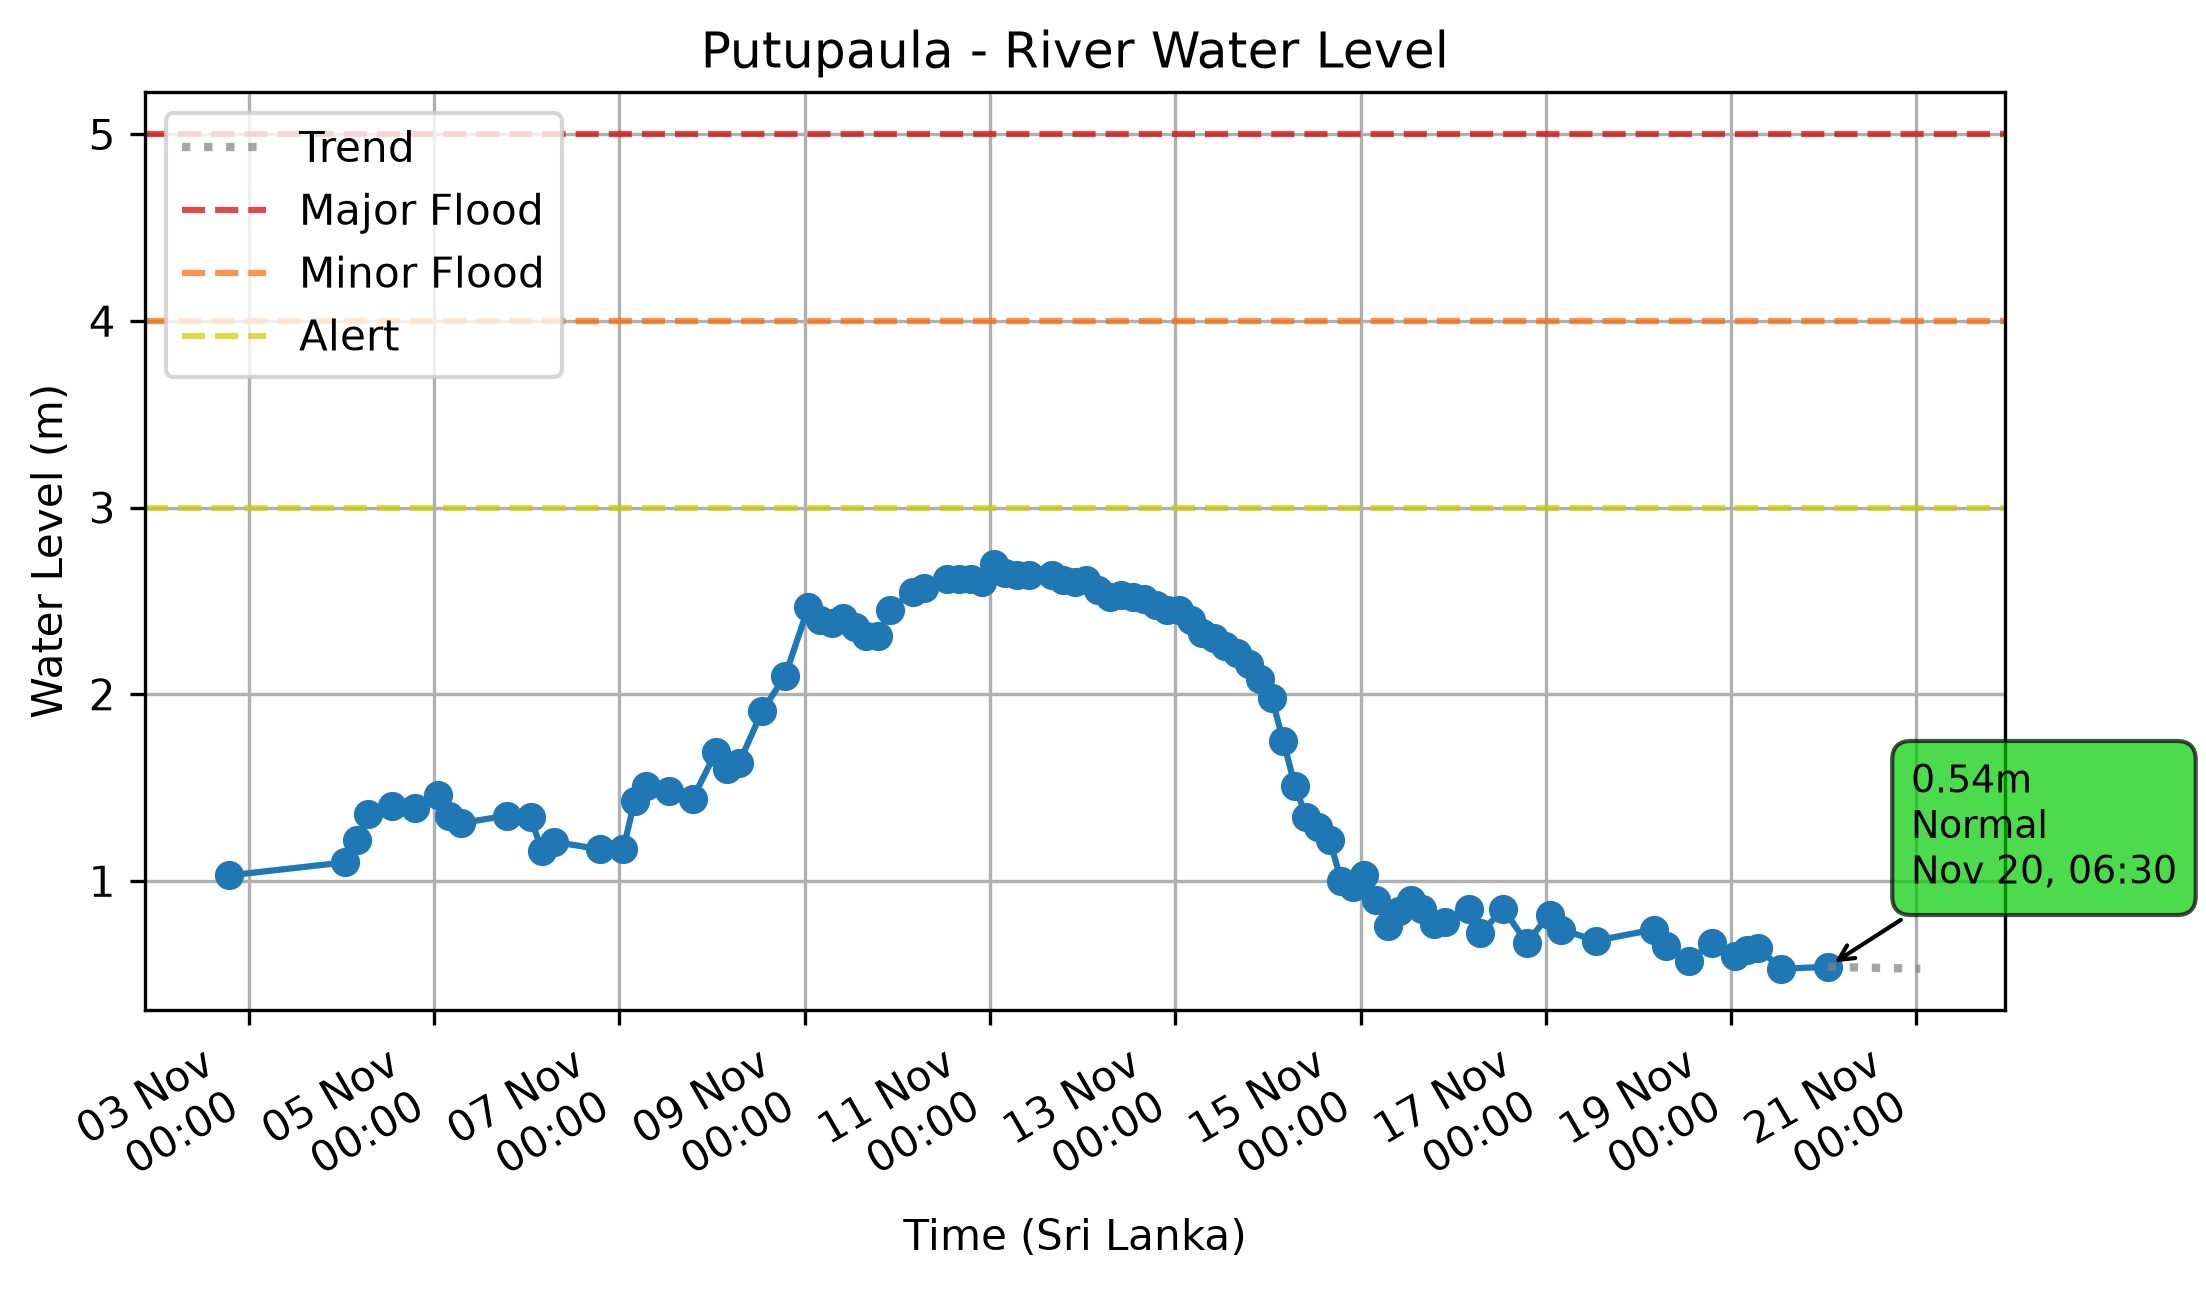 Putupaula - River Water Level
Trend
Major Flood
Minor Flood
Alert
5
4
3
2
1
Water Level (m)
0.54m
Normal
Nov 20, 06:30
03 Nov
00:00
05 Nov
00:00
07 Nov
00:00
09 Nov
00:00
11 Nov
00:00
13 Nov
00:00
15 Nov
00:00
17 Nov
00:00
19 Nov
00:00
21 Nov
00:00
Time (Sri Lanka)